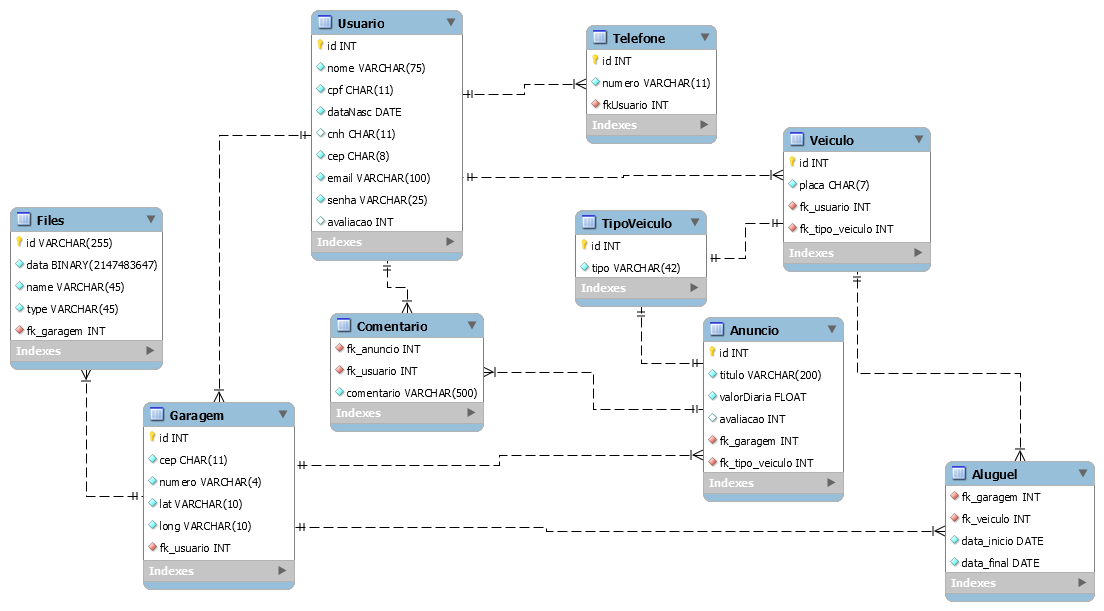 Usuario
id INT
nome VARCHAR(75)
cpf CHAR(11)
dataNasc DATE
cnh CHAR(11)
cep CHAR(8)
email VARCHAR(100)
senha VARCHAR(25)
avaliacao INT
Indexes
Telefone
id INT
numero VARCHAR(11)
fkUsuario INT
Indexes
Veiculo
id INT
placa CHAR(7)
fk_usuario INT
fk_tipo_veiculo INT
Indexes
Files
id VARCHAR(255)
data BINARY(2147483647)
name VARCHAR(45)
type VARCHAR(45)
fk_garagem INT
Indexes
TipoVeiculo
id INT
tipo VARCHAR(42)
Indexes
Comentario
fk_anuncio INT
fk_usuario INT
comentario VARCHAR(500)
Indexes
Anuncio
id INT
titulo VARCHAR(200)
valorDiaria FLOAT
avaliacao INT
fk_garagem INT
fk_tipo_veiculo INT
Indexes
Garagem
id INT
cep CHAR(11)
numero VARCHAR(4)
lat VARCHAR(10)
long VARCHAR(10)
fk_usuario INT
Indexes
Aluguel
fk_garagem INT
fk_veiculo INT
data_inicio DATE
data_final DATE
Indexes